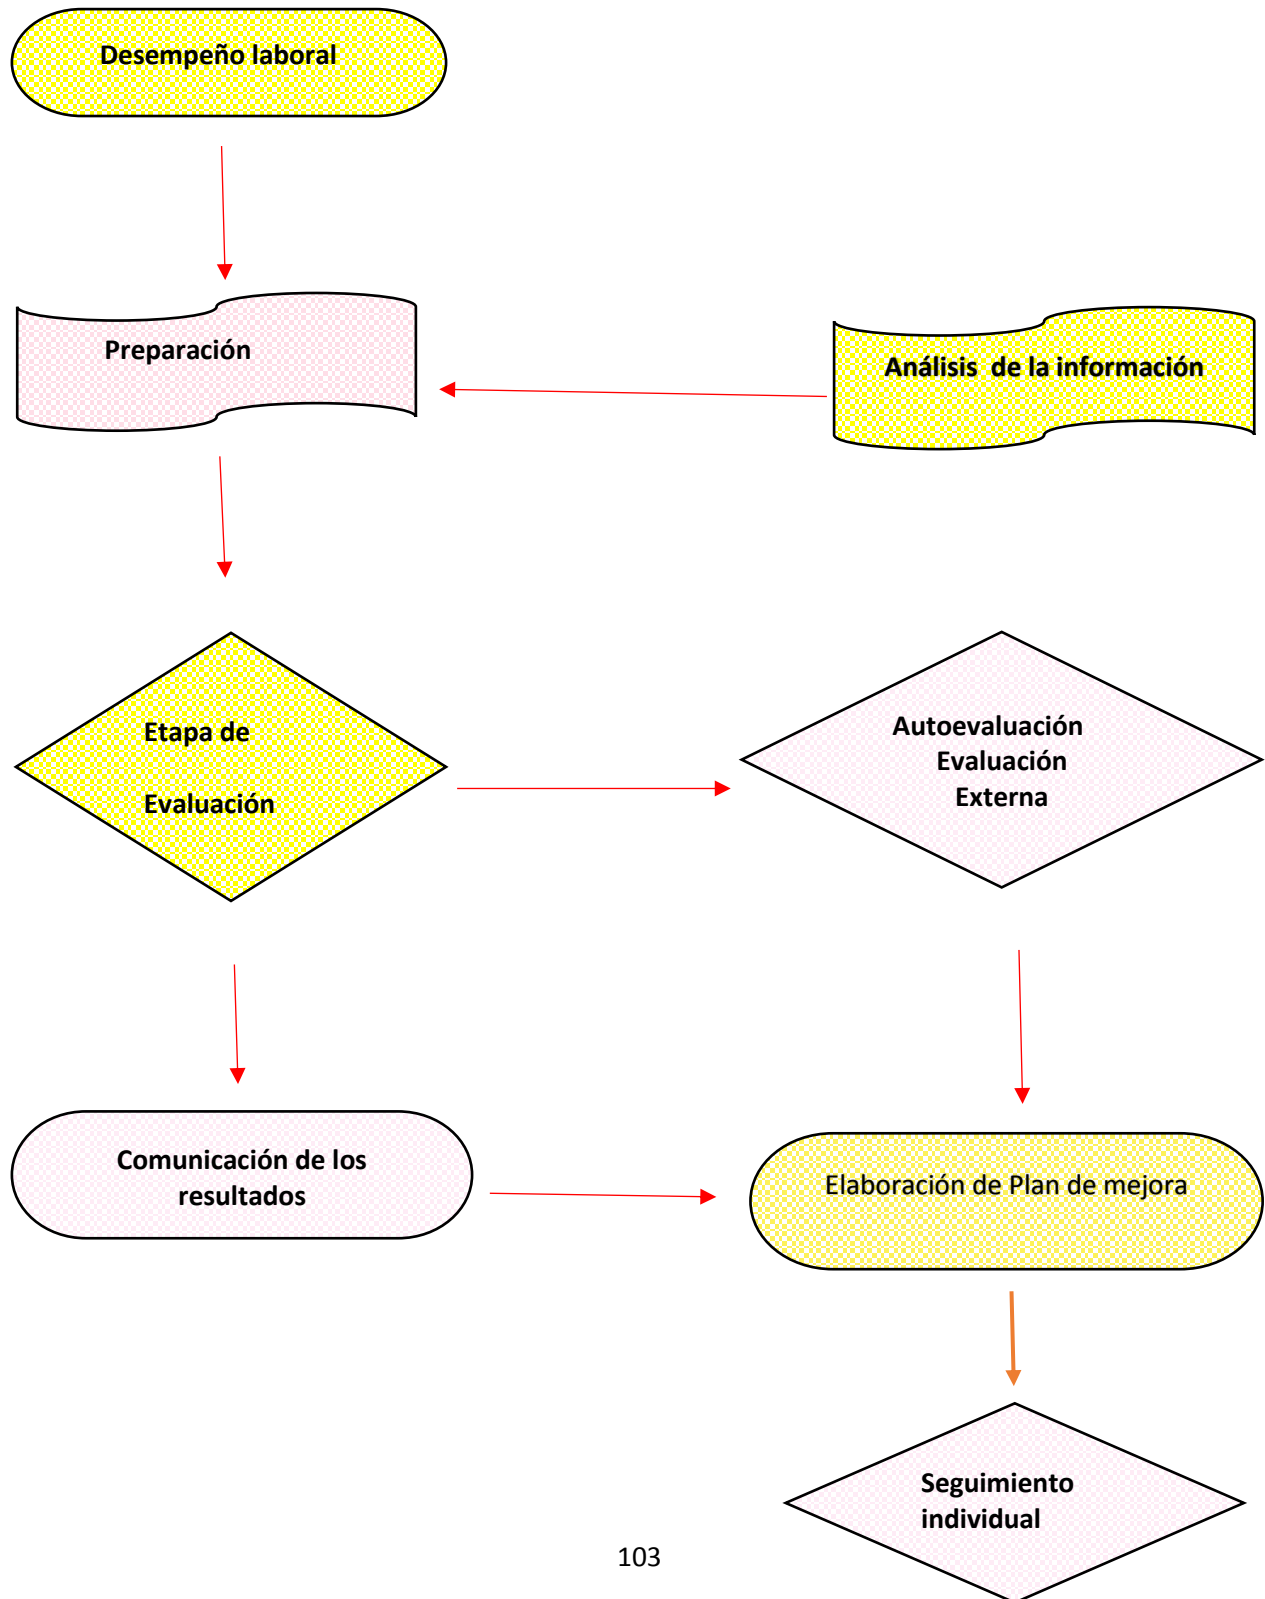 Desempeño laboral
Preparación
Análisis  de la información
Etapa de
Evaluación
Autoevaluación
Evaluación
Externa
Comunicación de los
resultados
Elaboración de Plan de mejora
Seguimiento
individual
103